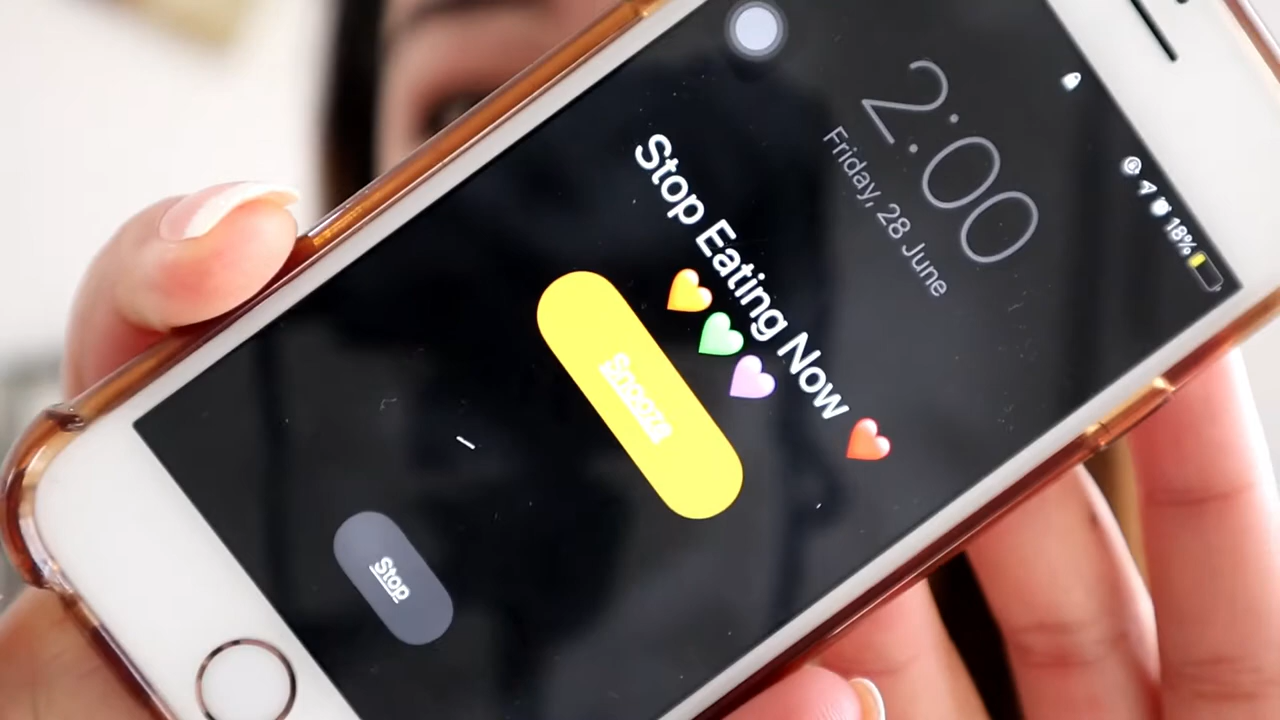 18%
2:00
Friday, 28 June
Stop Eating Now ❤️
🧡💚💜
Snooze
Stop